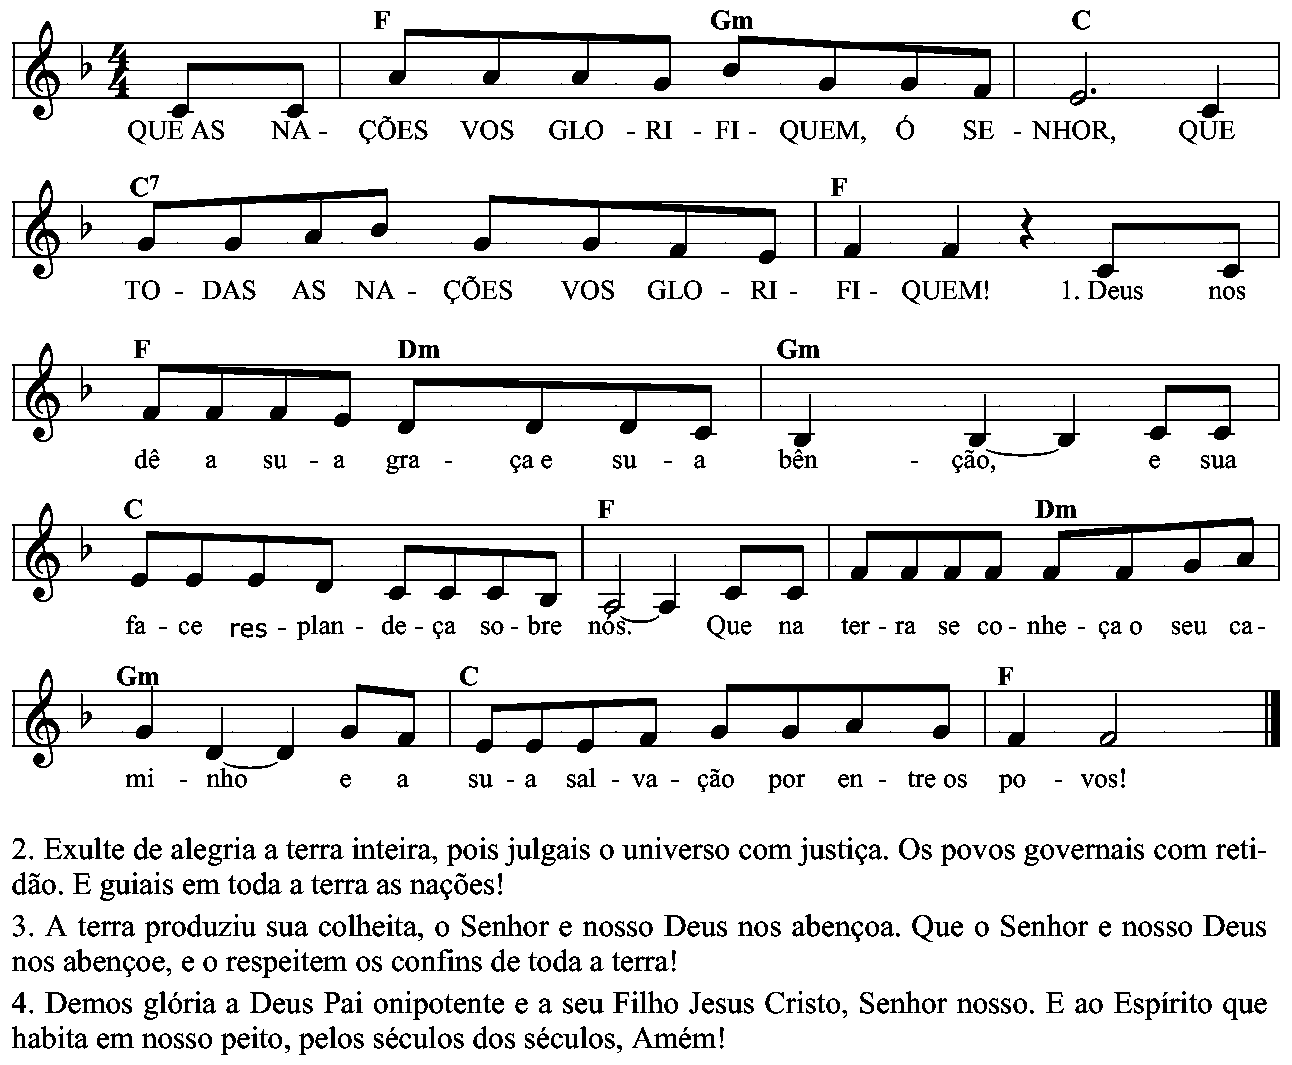 F Gm C
QUE AS NA - ÇÕES VOS GLO - RI - FI - QUEM, Ó SE - NHOR, QUE
C7 F
TO - DAS AS NA - ÇÕES VOS GLO - RI - FI - QUEM! 1. Deus nos
F Dm Gm
dê a su - a gra - ça e su - a bên - ção, e sua
C F Dm
fa - ce res - plan - de - ça so - bre nós. Que na ter - ra se co - nhe - ça o seu ca -
Gm C F
mi - nho e a su - a sal - va - ção por en - tre os po - vos!
2. Exulte de alegria a terra inteira, pois julgais o universo com justiça. Os povos governais com reti-
dão. E guiais em toda a terra as nações!
3. A terra produziu sua colheita, o Senhor e nosso Deus nos abençoa. Que o Senhor e nosso Deus
nos abençoe, e o respeitem os confins de toda a terra!
4. Demos glória a Deus Pai onipotente e a seu Filho Jesus Cristo, Senhor nosso. E ao Espírito que
habita em nosso peito, pelos séculos dos séculos, Amém!